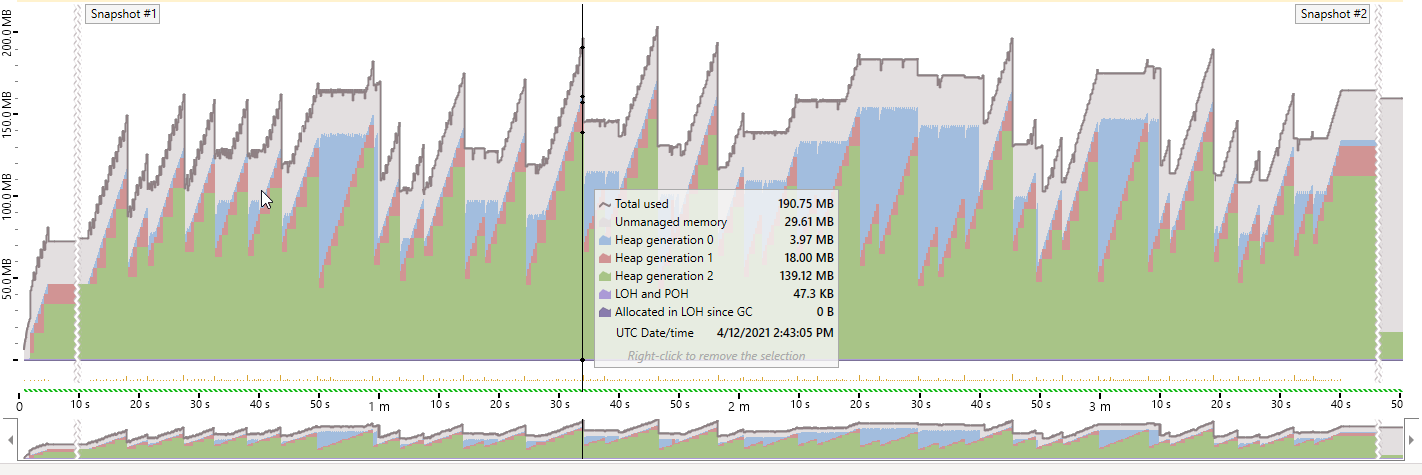 Snapshot #1
Snapshot #2
200.0 MB
150.0 MB
100.0 MB
50.0 MB
Total used 190.75 MB
Unmanaged memory 29.61 MB
Heap generation 0 3.97 MB
Heap generation 1 18.00 MB
Heap generation 2 139.12 MB
LOH and POH 47.3 KB
Allocated in LOH since GC 0 B
UTC Date/time 4/12/2021 2:43:05 PM
Right-click to remove the selection
0 10 s 20 s 30 s 40 s 50 s 1 m 10 s 20 s 30 s 40 s 50 s 2 m 10 s 20 s 30 s 40 s 50 s 3 m 10 s 20 s 30 s 40 s 50